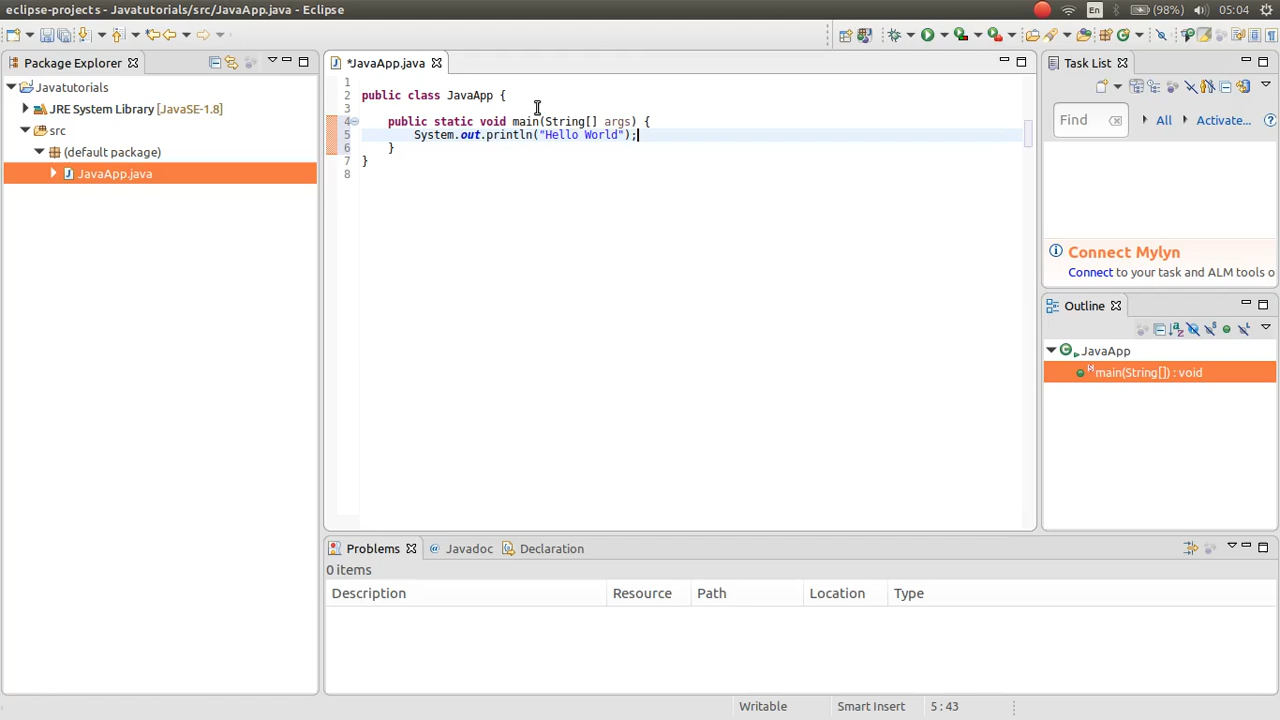 eclipse-projects - Javatutorials/src/JavaApp.java - Eclipse
En
(98%)
05:04
Package Explorer
Javatutorials
JRE System Library [JavaSE-1.8]
src
(default package)
JavaApp.java
*JavaApp.java
1
2 public class JavaApp {
3
4 public static void main(String[] args) {
5 System.out.println("Hello World");
6 }
7 }
8
Task List
Find
All
Activate...
Connect Mylyn
Connect to your task and ALM tools o
Outline
JavaApp
main(String[]) : void
Problems
@ Javadoc
Declaration
0 items
Description Resource Path Location Type
Writable Smart Insert 5 : 43